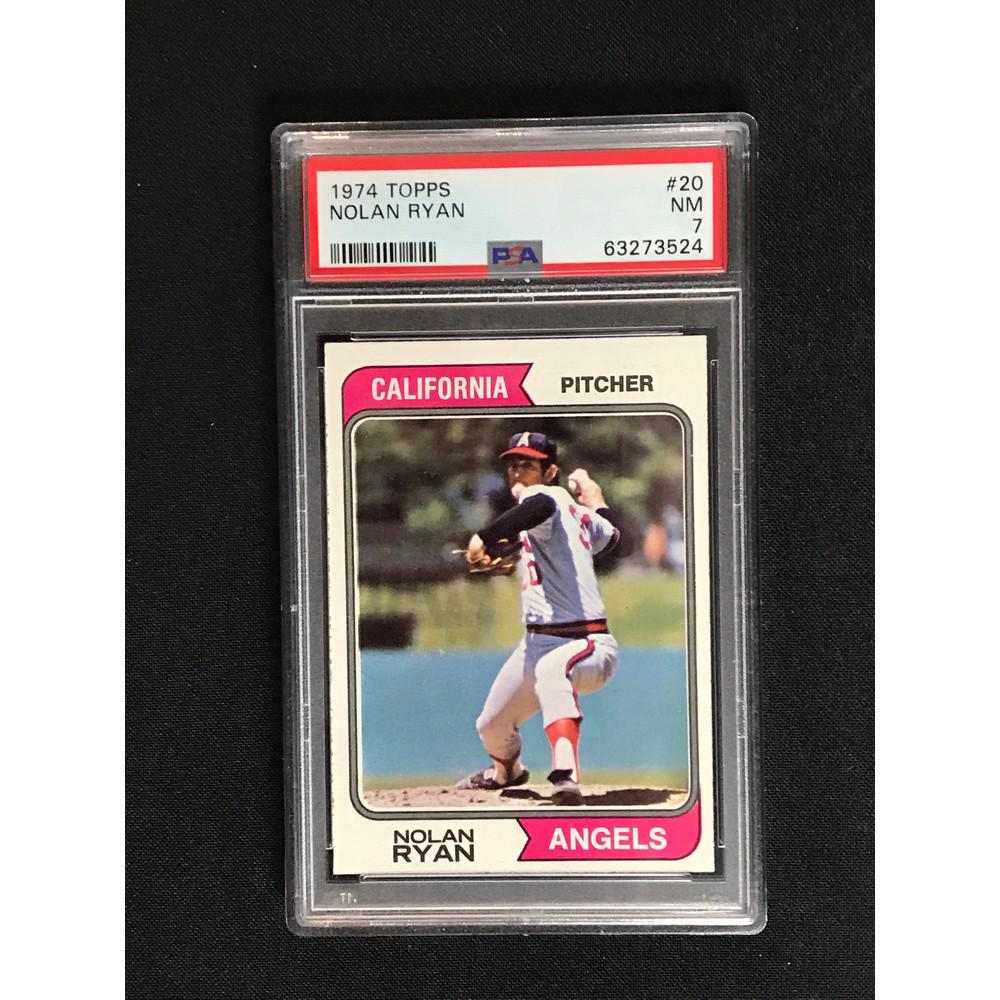 1974 TOPPS #20
NOLAN RYAN NM
7
PSA 63273524
CALIFORNIA PITCHER
A
NOLAN
RYAN
ANGELS